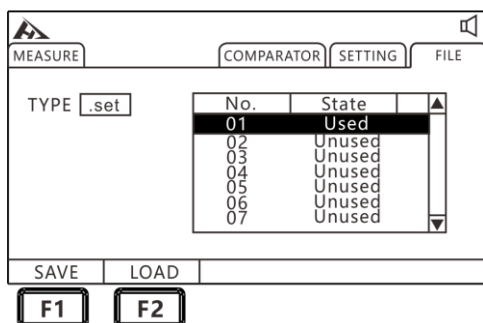 MEASURE COMPARATOR SETTING FILE
TYPE .set
No. State
01 Used
02 Unused
03 Unused
04 Unused
05 Unused
06 Unused
07 Unused
SAVE LOAD
F1 F2